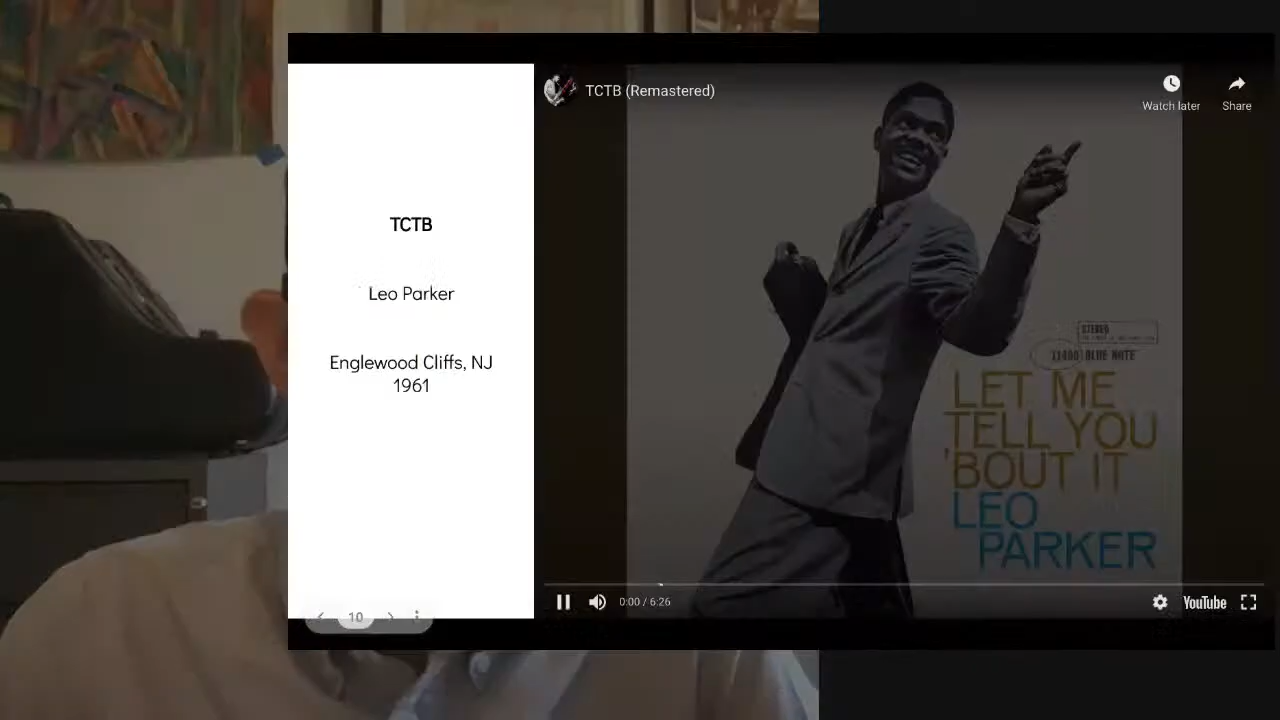 TCTB
Leo Parker
Englewood Cliffs, NJ
1961
10
TCTB (Remastered)
Watch later
Share
STEREO
BLUE NOTE
LET ME
TELL YOU
'BOUT IT
LEO
PARKER
0:00 / 6:26
YouTube